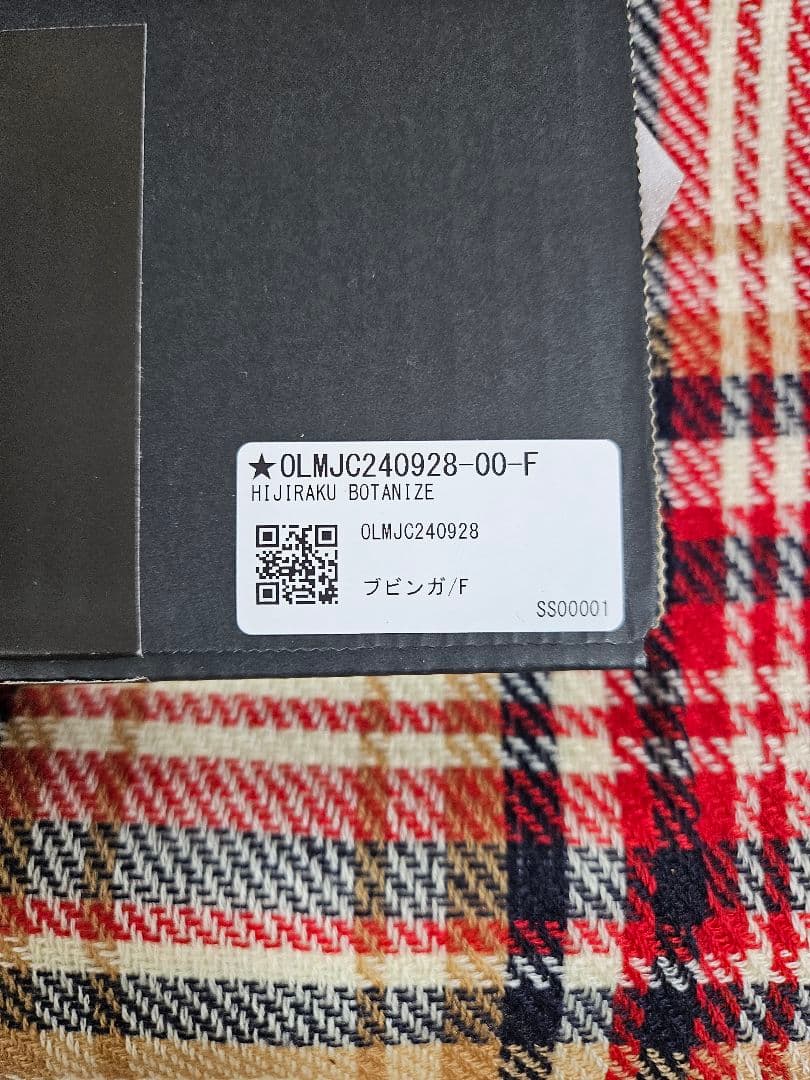 ★OLMJC240928-00-F
HIJIRAKU BOTANIZE
OLMJC240928
ブビンガ/F
SS00001